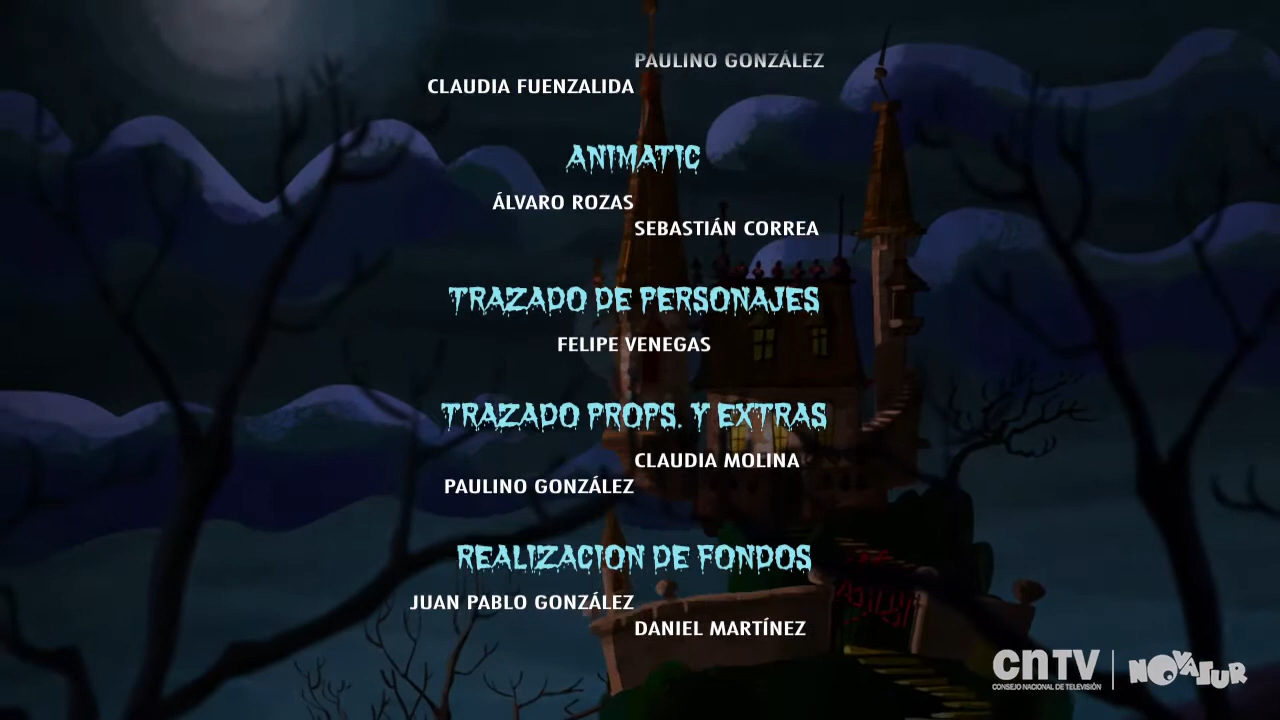 PAULINO GONZÁLEZ
CLAUDIA FUENZALIDA
ANIMATIC
ÁLVARO ROZAS
SEBASTIÁN CORREA
TRAZADO DE PERSONAJES
FELIPE VENEGAS
TRAZADO PROPS. Y EXTRAS
CLAUDIA MOLINA
PAULINO GONZÁLEZ
REALIZACION DE FONDOS
JUAN PABLO GONZÁLEZ
DANIEL MARTÍNEZ
CNTV
CONSEJO NACIONAL DE TELEVISIÓN
NOVASUR